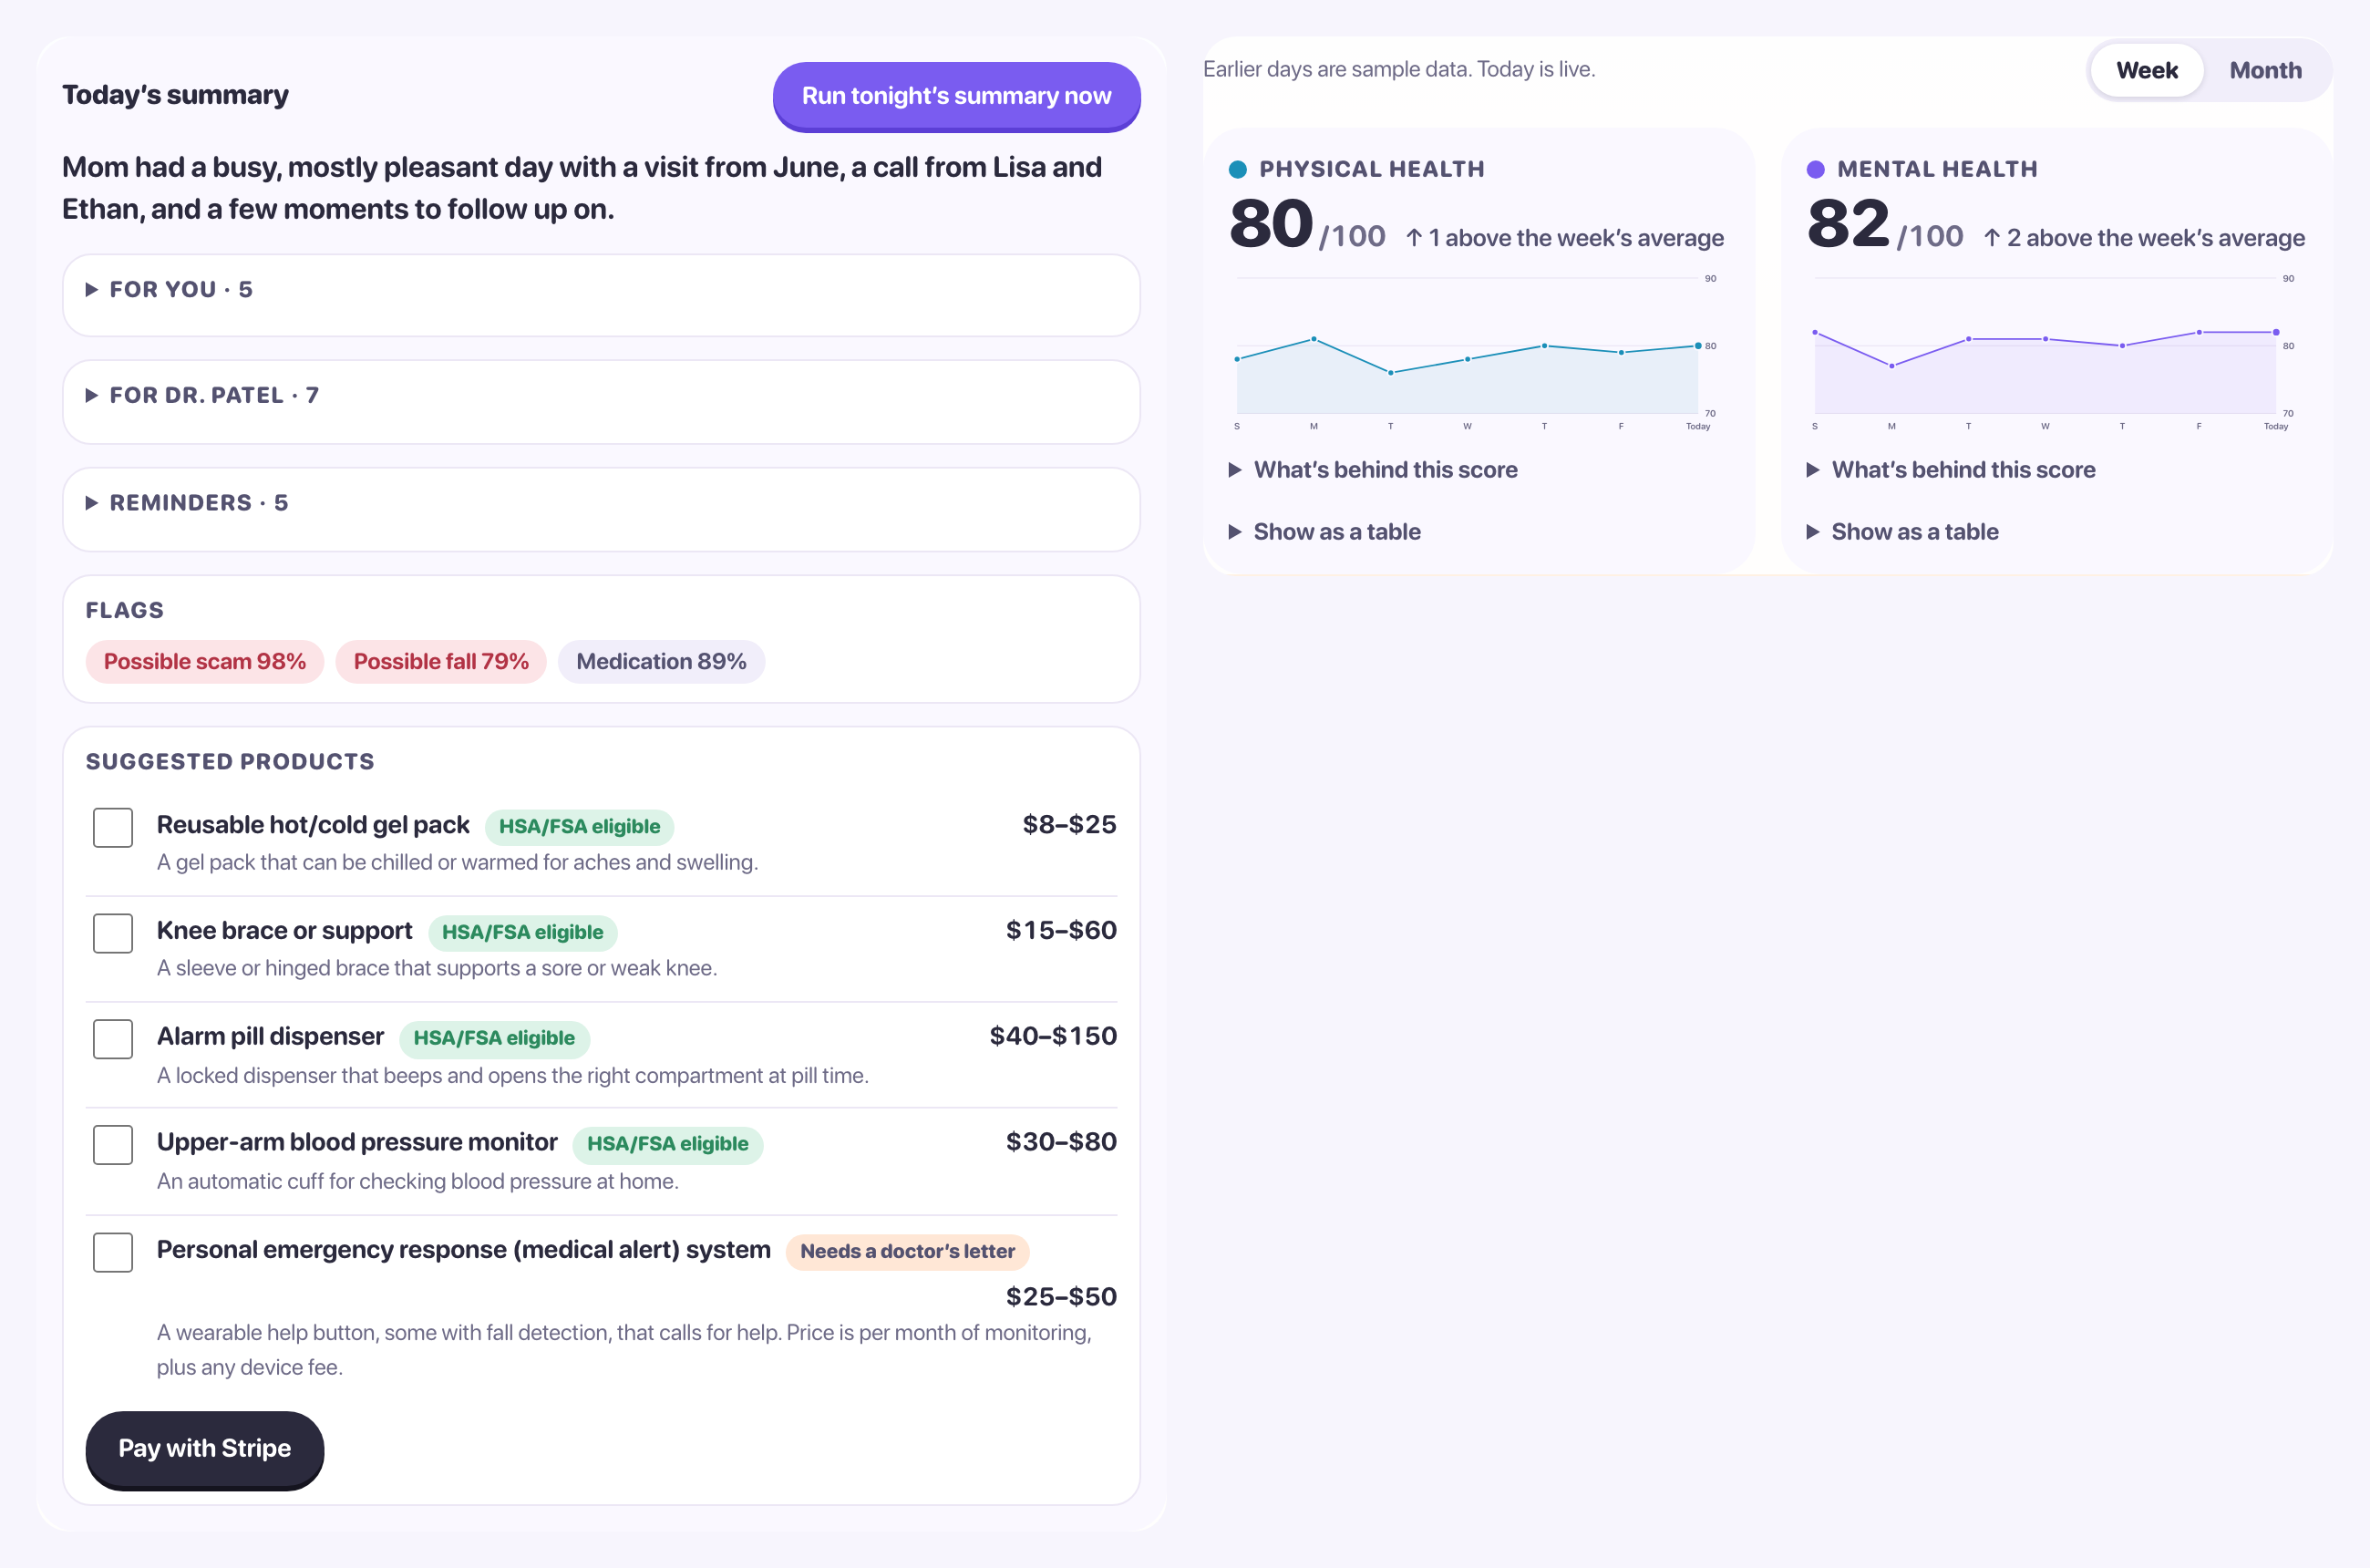 Today's summary
Run tonight's summary now
Mom had a busy, mostly pleasant day with a visit from June, a call from Lisa and
Ethan, and a few moments to follow up on.
▶ FOR YOU · 5
▶ FOR DR. PATEL · 7
▶ REMINDERS · 5
FLAGS
Possible scam 98% Possible fall 79% Medication 89%
SUGGESTED PRODUCTS
Reusable hot/cold gel pack HSA/FSA eligible $8–$25
A gel pack that can be chilled or warmed for aches and swelling.
Knee brace or support HSA/FSA eligible $15–$60
A sleeve or hinged brace that supports a sore or weak knee.
Alarm pill dispenser HSA/FSA eligible $40–$150
A locked dispenser that beeps and opens the right compartment at pill time.
Upper-arm blood pressure monitor HSA/FSA eligible $30–$80
An automatic cuff for checking blood pressure at home.
Personal emergency response (medical alert) system Needs a doctor's letter
$25–$50
A wearable help button, some with fall detection, that calls for help. Price is per month of monitoring,
plus any device fee.
Pay with Stripe
Earlier days are sample data. Today is live.
Week Month
PHYSICAL HEALTH
80 /100 ↑ 1 above the week's average
90
80
70
S M T W T F Today
▶ What's behind this score
▶ Show as a table
MENTAL HEALTH
82 /100 ↑ 2 above the week's average
90
80
70
S M T W T F Today
▶ What's behind this score
▶ Show as a table